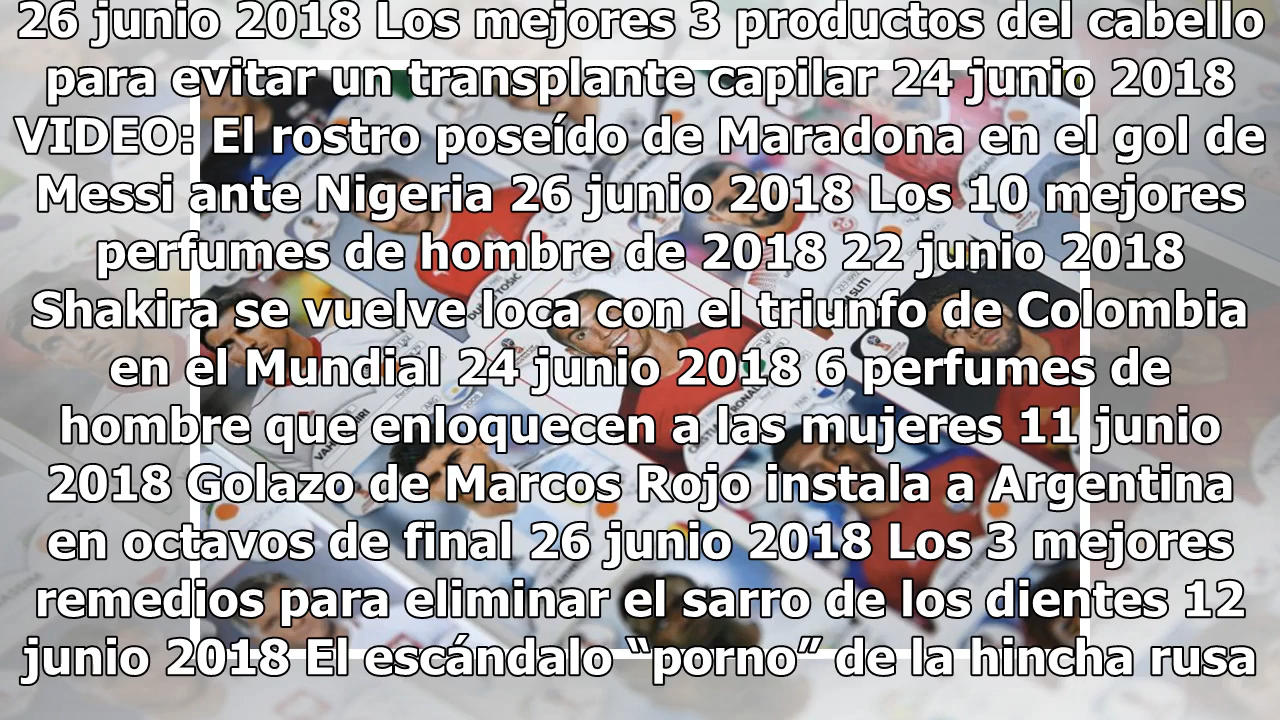 26 junio 2018 Los mejores 3 productos del cabello
para evitar un transplante capilar 24 junio 2018
VIDEO: El rostro poseído de Maradona en el gol de
Messi ante Nigeria 26 junio 2018 Los 10 mejores
perfumes de hombre de 2018 22 junio 2018
Shakira se vuelve loca con el triunfo de Colombia
en el Mundial 24 junio 2018 6 perfumes de
hombre que enloquecen a las mujeres 11 junio
2018 Golazo de Marcos Rojo instala a Argentina
en octavos de final 26 junio 2018 Los 3 mejores
remedios para eliminar el sarro de los dientes 12
junio 2018 El escándalo “porno” de la hincha rusa